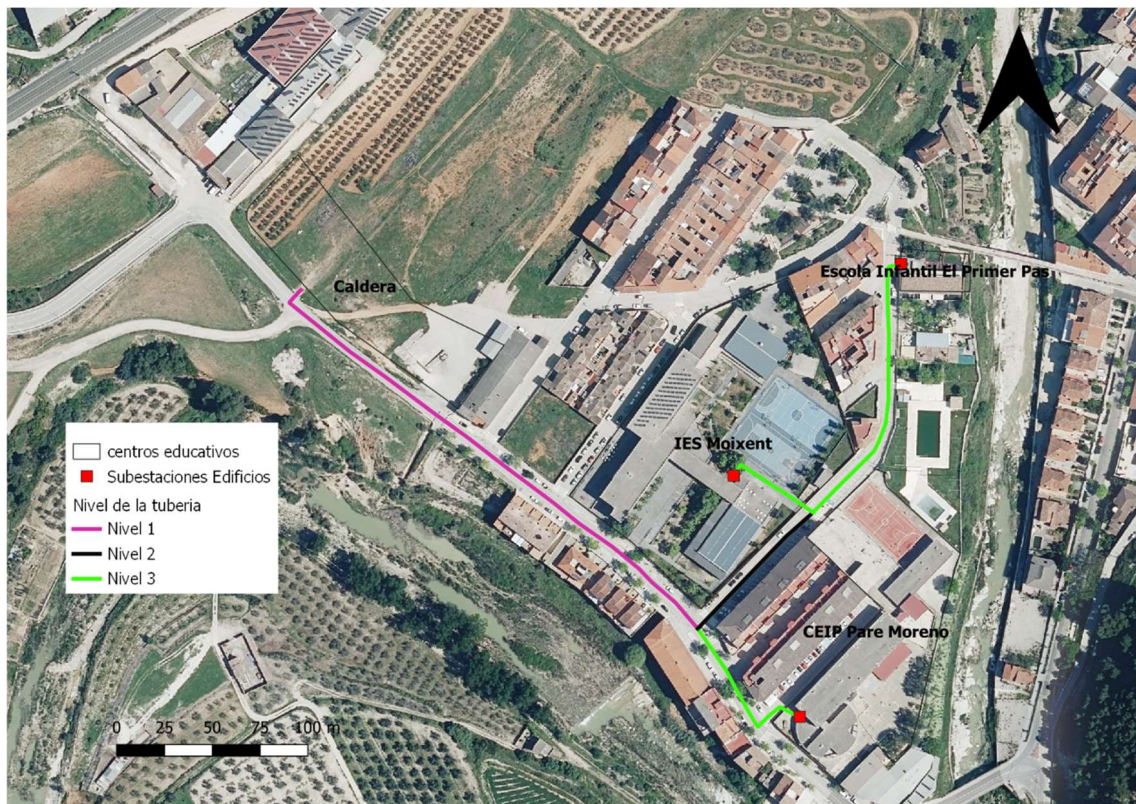 Caldera
Escola Infantil El Primer Pas
IES Moixent
CEIP Pare Moreno
centros educativos
Subestaciones Edificios
Nivel de la tuberia
Nivel 1
Nivel 2
Nivel 3
0 25 50 75 100 m